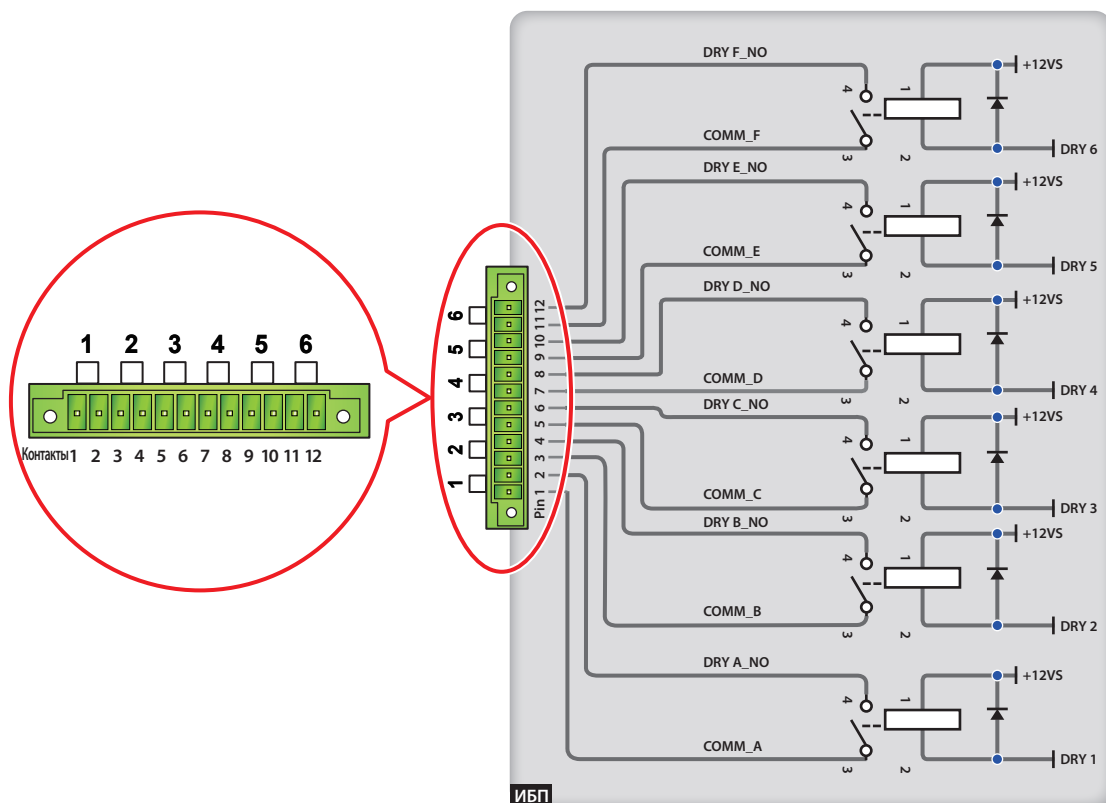 1 2 3 4 5 6
Контакты 1 2 3 4 5 6 7 8 9 10 11 12
6
5
4
3
2
1
12
11
10
9
8
7
6
5
4
3
2
Pin 1
DRY F_NO
4
1
+12VS
COMM_F
3
2
DRY 6
DRY E_NO
4
1
+12VS
COMM_E
3
2
DRY 5
DRY D_NO
4
1
+12VS
COMM_D
3
2
DRY 4
DRY C_NO
4
1
+12VS
COMM_C
3
2
DRY 3
DRY B_NO
4
1
+12VS
COMM_B
3
2
DRY 2
DRY A_NO
4
1
+12VS
COMM_A
3
2
DRY 1
ИБП